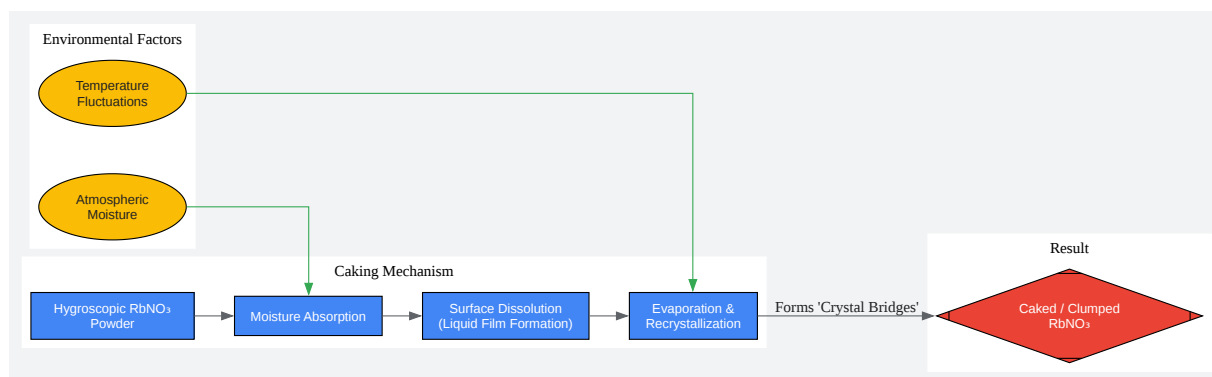 Environmental Factors
Temperature
Fluctuations
Atmospheric
Moisture
Caking Mechanism
Hygroscopic RbNO₃
Powder
Moisture Absorption
Surface Dissolution
(Liquid Film Formation)
Evaporation &
Recrystallization
Forms 'Crystal Bridges'
Result
Caked / Clumped
RbNO₃